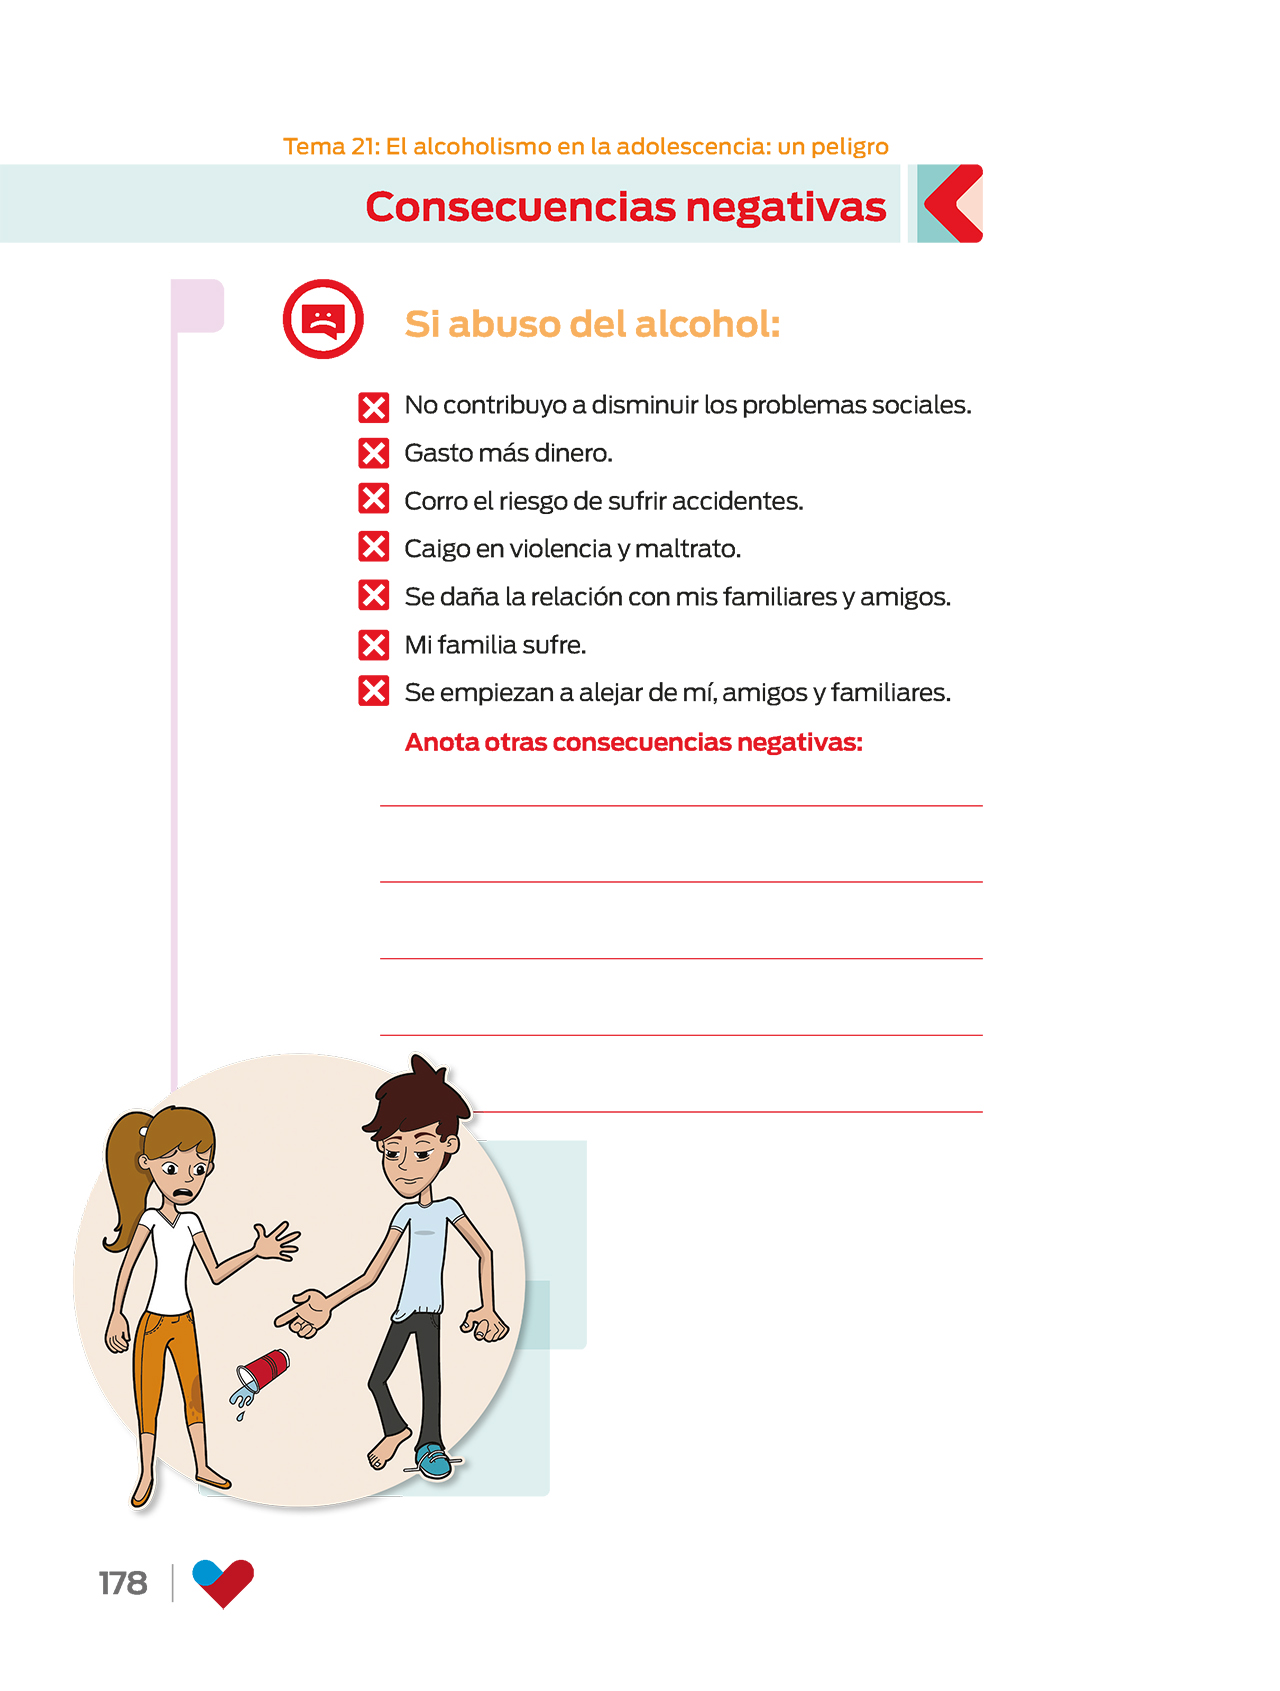 Tema 21: El alcoholismo en la adolescencia: un peligro
Consecuencias negativas
Si abuso del alcohol:
No contribuyo a disminuir los problemas sociales.
Gasto más dinero.
Corro el riesgo de sufrir accidentes.
Caigo en violencia y maltrato.
Se daña la relación con mis familiares y amigos.
Mi familia sufre.
Se empiezan a alejar de mí, amigos y familiares.
Anota otras consecuencias negativas:
178